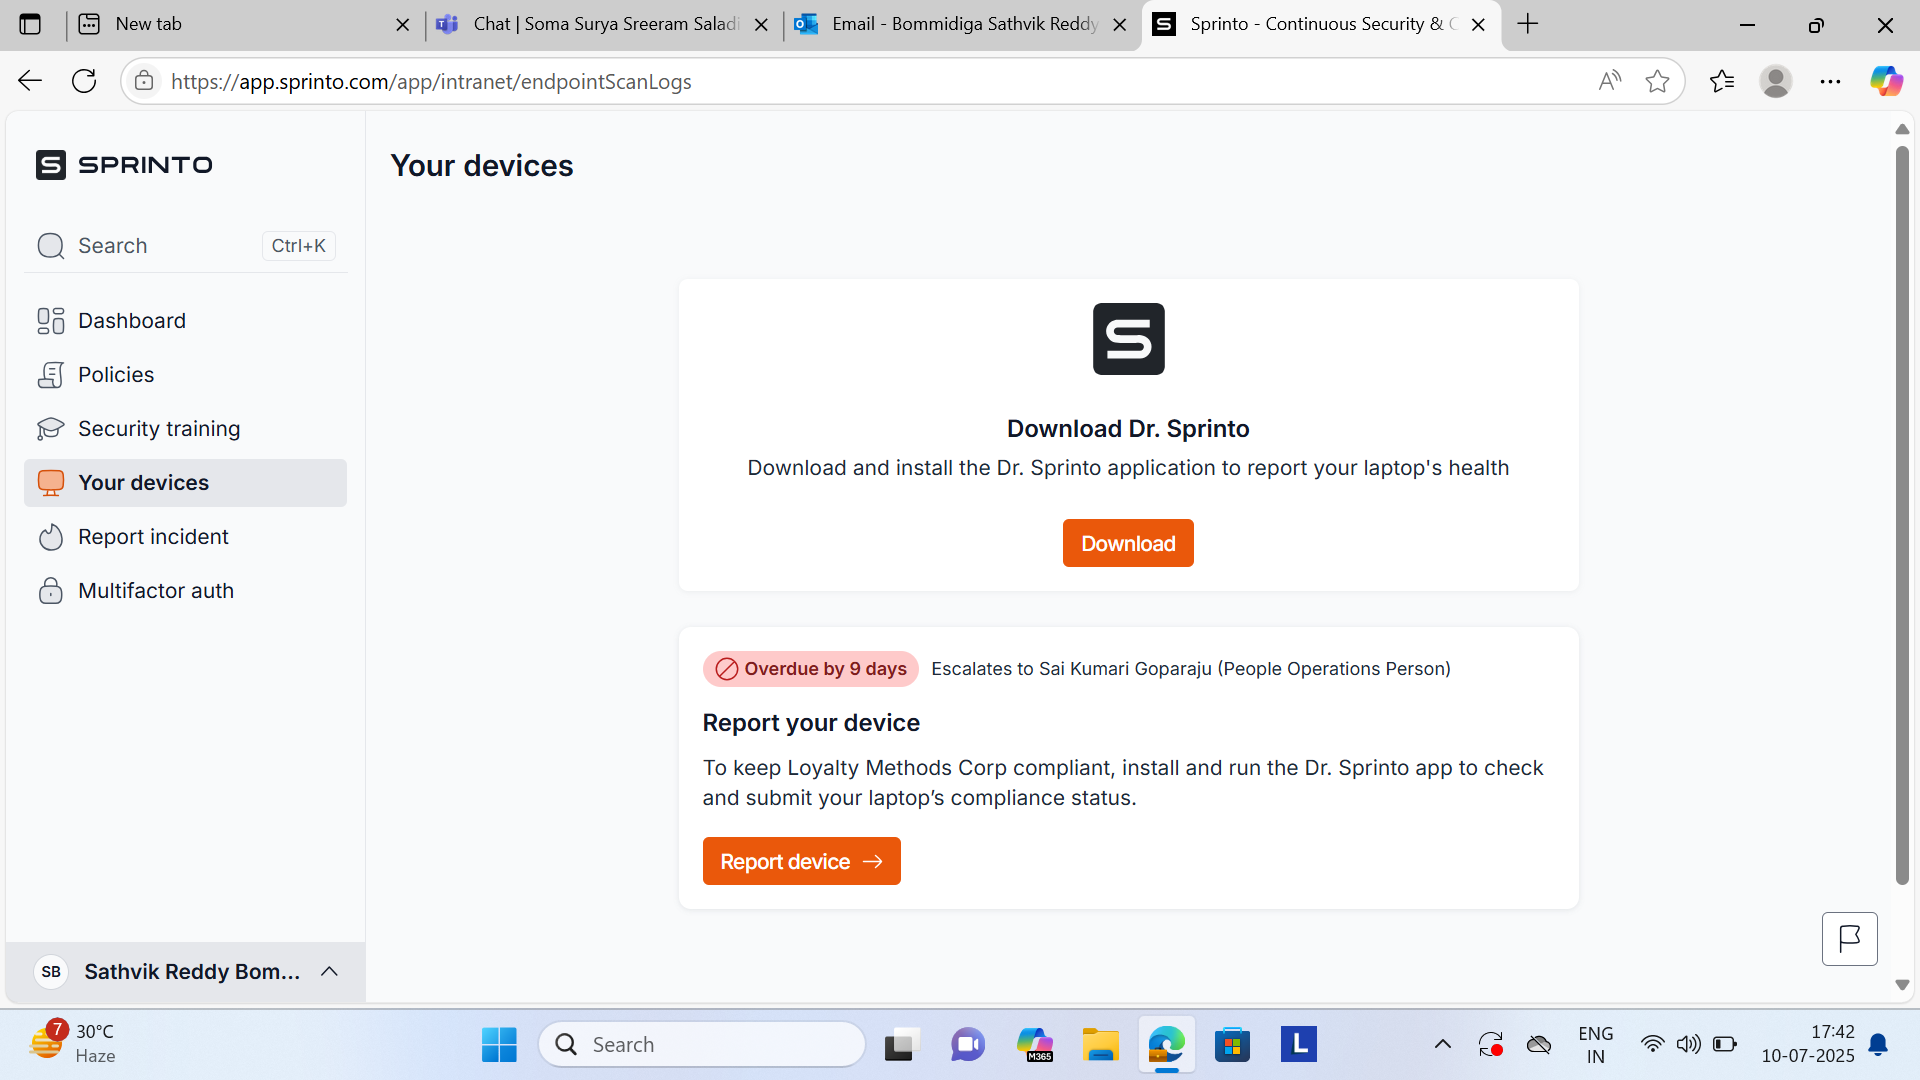 New tab
Chat | Soma Surya Sreeram Saladi
Email - Bommidiga Sathvik Reddy
Sprinto - Continuous Security & C
https://app.sprinto.com/app/intranet/endpointScanLogs
SPRINTO
Search
Ctrl+K
Dashboard
Policies
Security training
Your devices
Report incident
Multifactor auth
SB
Sathvik Reddy Bom...
Your devices
Download Dr. Sprinto
Download and install the Dr. Sprinto application to report your laptop's health
Download
Overdue by 9 days
Escalates to Sai Kumari Goparaju (People Operations Person)
Report your device
To keep Loyalty Methods Corp compliant, install and run the Dr. Sprinto app to check
and submit your laptop’s compliance status.
Report device
7
30°C
Haze
Search
M365
L
ENG
IN
17:42
10-07-2025